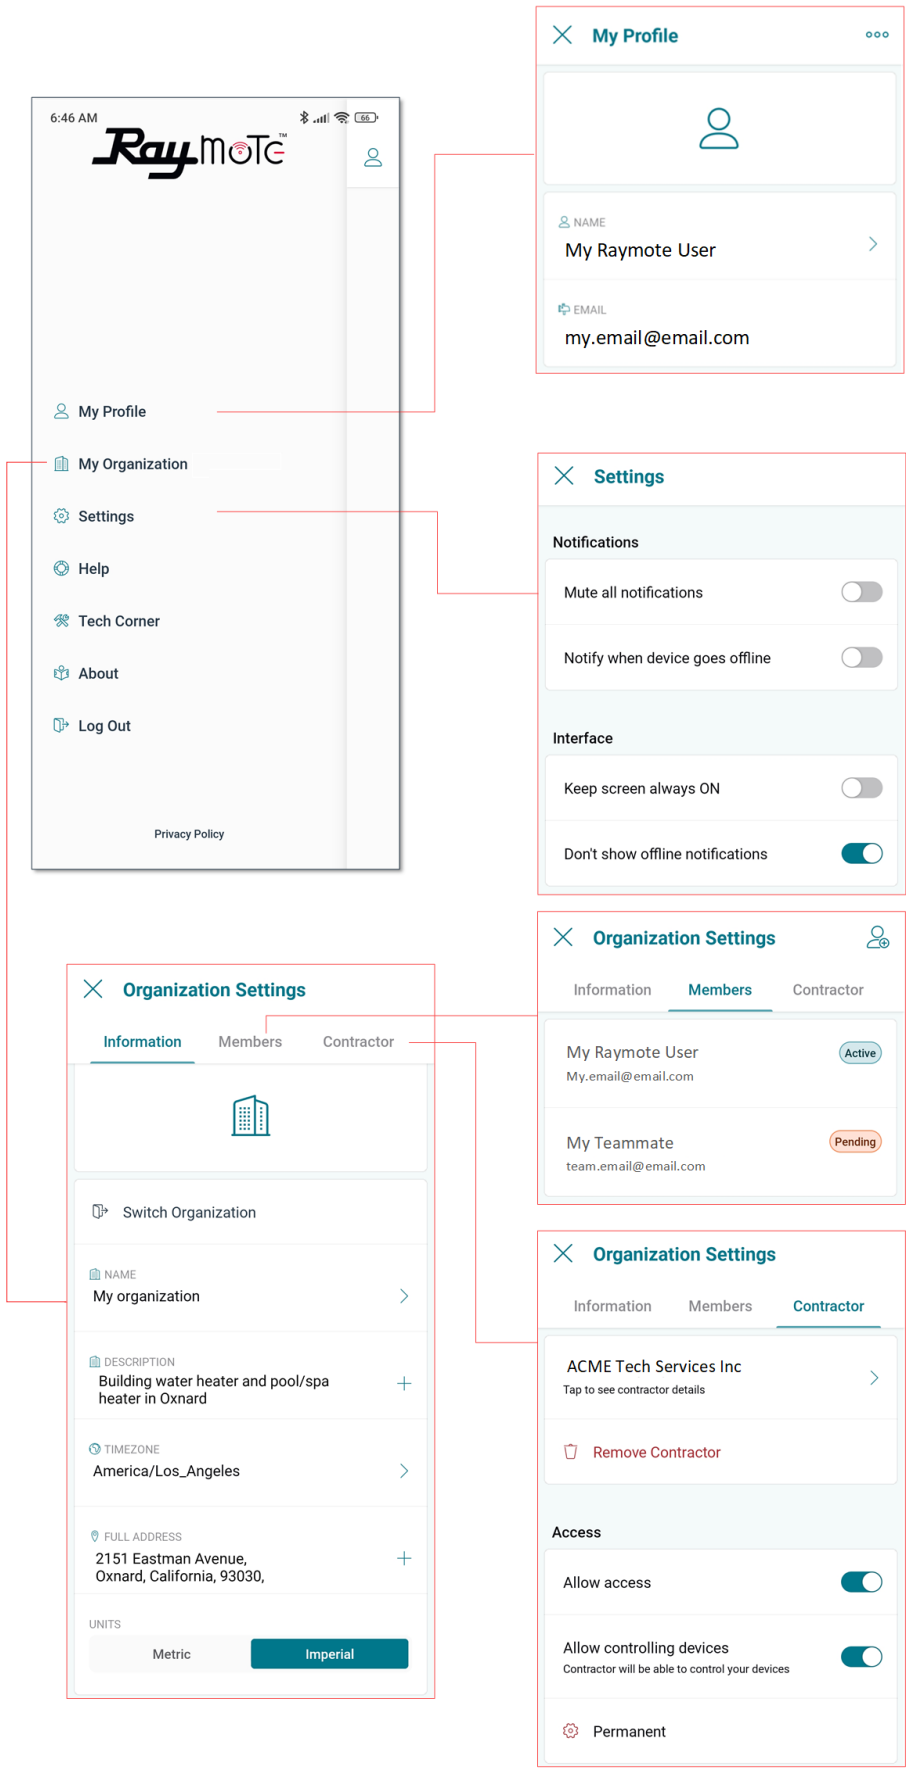 My Profile
NAME
My Raymote User
EMAIL
my.email@email.com
6:46 AM
66
Raymote™
My Profile
My Organization
Settings
Help
Tech Corner
About
Log Out
Privacy Policy
Settings
Notifications
Mute all notifications
Notify when device goes offline
Interface
Keep screen always ON
Don't show offline notifications
Organization Settings
Information Members Contractor
Switch Organization
NAME
My organization
DESCRIPTION
Building water heater and pool/spa
heater in Oxnard
TIMEZONE
America/Los_Angeles
FULL ADDRESS
2151 Eastman Avenue,
Oxnard, California, 93030,
UNITS
Metric Imperial
Organization Settings
Information Members Contractor
My Raymote User Active
My.email@email.com
My Teammate Pending
team.email@email.com
Organization Settings
Information Members Contractor
ACME Tech Services Inc
Tap to see contractor details
Remove Contractor
Access
Allow access
Allow controlling devices
Contractor will be able to control your devices
Permanent